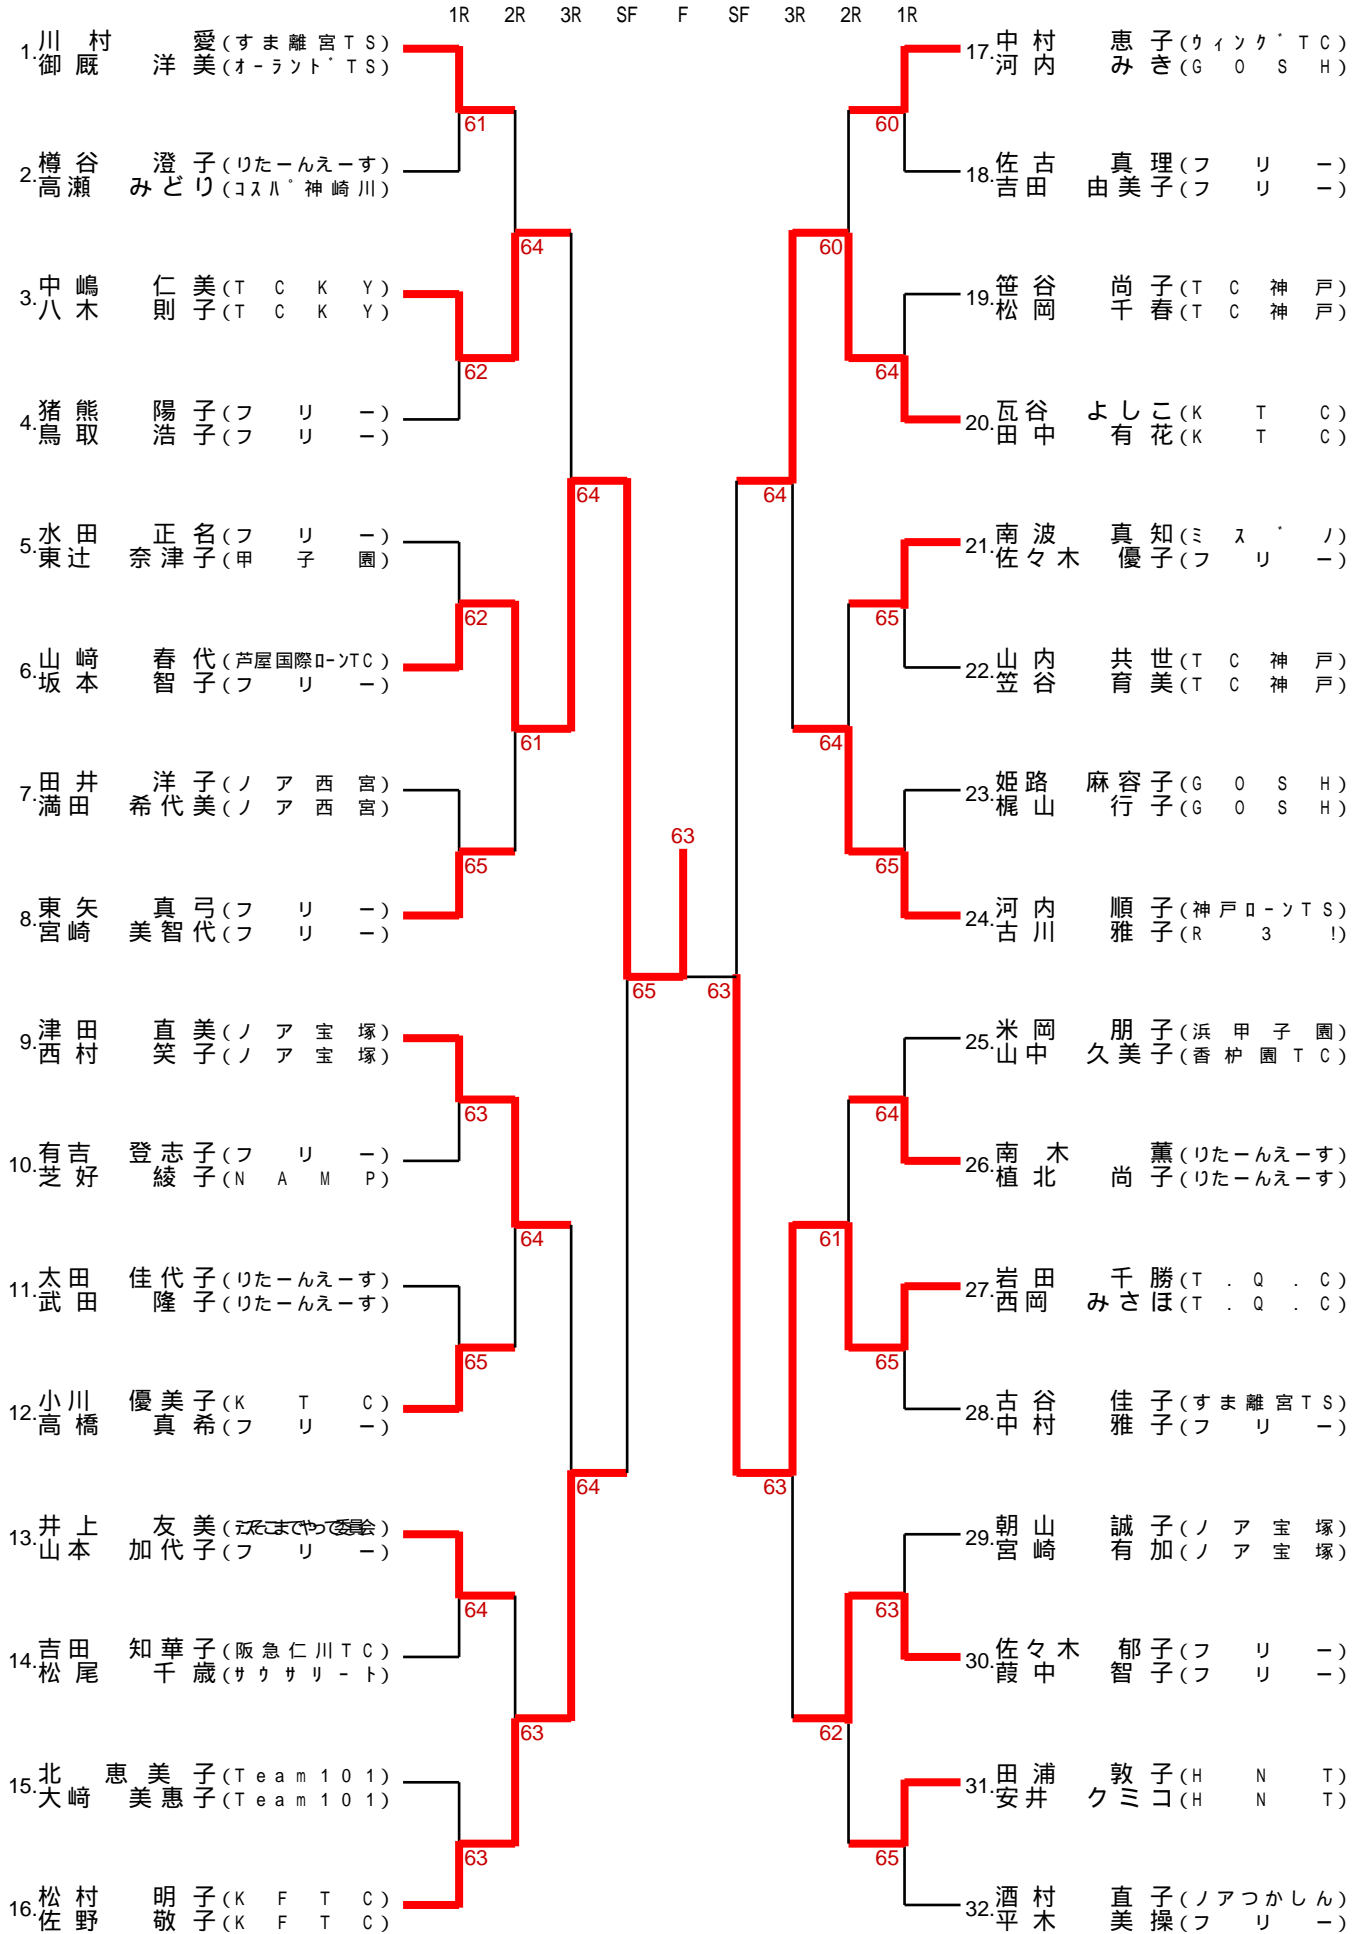 1R 2R 3R SF F SF 3R 2R 1R
1. 川村 愛(すま離宮TS)
御厩 洋美(オーランド゛TS)
61
2. 樽谷 澄子(りたーんえーす)
高瀬 みどり(コスパ神崎川)
64
3. 中嶋 仁美(TCKY)
八木 則子(TCKY)
62
4. 猪熊 陽子(フリー)
鳥取 浩子(フリー)
64
5. 水田 正名(フリー)
東辻 奈津子(甲子園)
62
6. 山﨑 春代(芦屋国際ローンTC)
坂本 智子(フリー)
61
7. 田井 洋子(ノア西宮)
満田 希代美(ノア西宮)
65
8. 東矢 真弓(フリー)
宮崎 美智代(フリー)
63
65
9. 津田 直美(ノア宝塚)
西村 笑子(ノア宝塚)
63
10. 有吉 登志子(フリー)
芝好 綾子(NAMP)
64
11. 太田 佳代子(りたーんえーす)
武田 隆子(りたーんえーす)
65
12. 小川 優美子(KTC)
高橋 真希(フリー)
64
13. 井上 友美(そこまでやって委員会)
山本 加代子(フリー)
64
14. 吉田 知華子(阪急仁川TC)
松尾 千歳(サウサリート)
63
15. 北 恵美子(Team101)
大﨑 美惠子(Team101)
63
16. 松村 明子(KFTC)
佐野 敬子(KFTC)
17. 中村 恵子(ウィング TC)
河内 みき(GOSH)
60
18. 佐古 真理(フリー)
吉田 由美子(フリー)
60
19. 笹谷 尚子(TC神戸)
松岡 千春(TC神戸)
64
20. 瓦谷 よしこ(KTC)
田中 有花(KTC)
64
21. 南波 真知(ミズノ)
佐々木 優子(フリー)
65
22. 山内 共世(TC神戸)
笠谷 育美(TC神戸)
64
23. 姫路 麻容子(GOSH)
梶山 行子(GOSH)
65
24. 河内 順子(神戸ローンTS)
古川 雅子(R3!)
63
25. 米岡 朋子(浜甲子園)
山中 久美子(香枦園TC)
64
26. 南木 薫(りたーんえーす)
植北 尚子(りたーんえーす)
61
27. 岩田 千勝(T.Q.C)
西岡 みさほ(T.Q.C)
65
28. 古谷 佳子(すま離宮TS)
中村 雅子(フリー)
63
29. 朝山 誠子(ノア宝塚)
宮崎 有加(ノア宝塚)
63
30. 佐々木 郁子(フリー)
葭中 智子(フリー)
62
31. 田浦 敦子(HNT)
安井 クミコ(HNT)
65
32. 酒村 直子(ノアつかしん)
平木 美操(フリー)